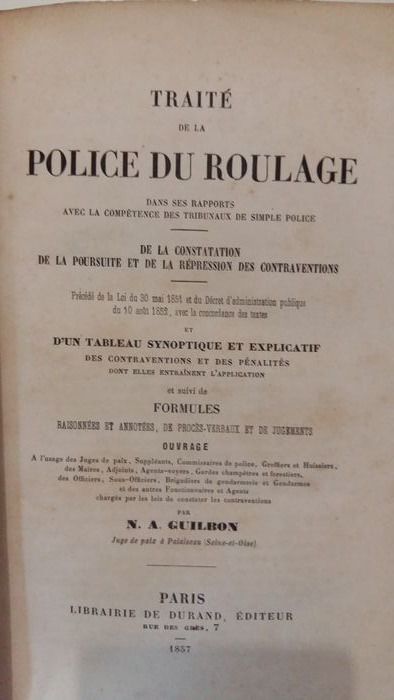 TRAITÉ
DE LA
POLICE DU ROULAGE
DANS SES RAPPORTS
AVEC LA COMPÉTENCE DES TRIBUNAUX DE SIMPLE POLICE
DE LA CONSTATATION
DE LA POURSUITE ET DE LA RÉPRESSION DES CONTRAVENTIONS
Précédé de la Loi du 30 mai 1851 et du Décret d'administration publique
du 10 août 1852, avec la concordance des textes
ET
D'UN TABLEAU SYNOPTIQUE ET EXPLICATIF
DES CONTRAVENTIONS ET DES PÉNALITÉS
DONT ELLES ENTRAÎNENT L'APPLICATION
et suivi de
FORMULES
RAISONNÉES ET ANNOTÉES, DE PROCÈS-VERBAUX ET DE JUGEMENTS
OUVRAGE
A l'usage des Juges de paix, Suppléants, Commissaires de police, Greffiers et Huissiers,
des Maires, Adjoints, Agents-voyers, Gardes champêtres et forestiers,
des Officiers, Sous-Officiers, Brigadiers de gendarmerie et Gendarmes
et des autres Fonctionnaires et Agents
chargés par les lois de constater les contraventions
PAR
N. A. GUILBON
Juge de paix à Palaiseau (Seine-et-Oise)
PARIS
LIBRAIRIE DE DURAND, ÉDITEUR
RUE DES GRÈS, 7
1857